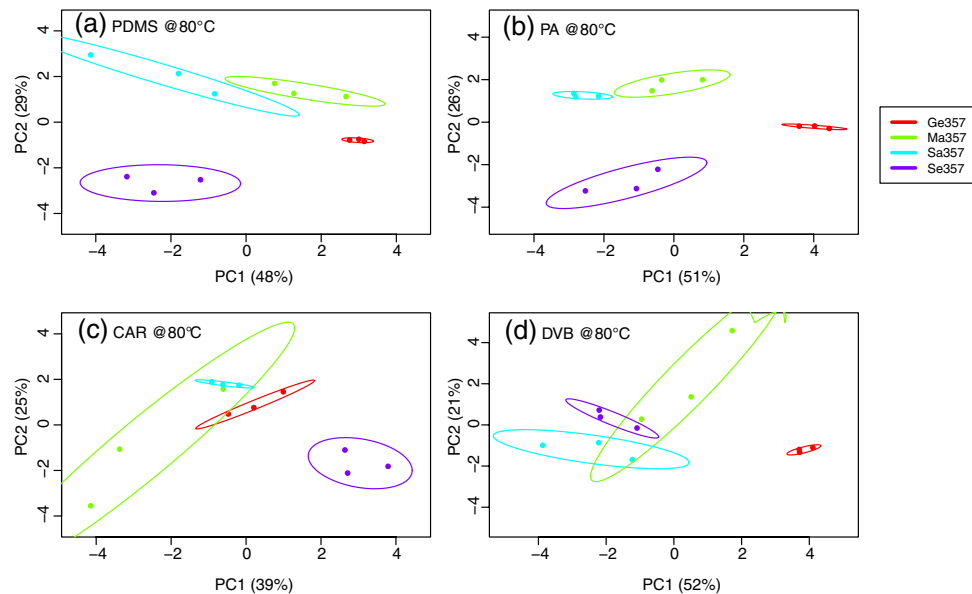 (a) PDMS @80°C
PC2 (29%)
4
2
0
−2
−4
−4
−2
0
2
4
PC1 (48%)
(b) PA @80°C
PC2 (26%)
4
2
0
−2
−4
−4
−2
0
2
4
PC1 (51%)
Ge357
Ma357
Sa357
Se357
(c) CAR @80°C
PC2 (25%)
4
2
0
−2
−4
−4
−2
0
2
4
PC1 (39%)
(d) DVB @80°C
PC2 (21%)
4
2
0
−2
−4
−4
−2
0
2
4
PC1 (52%)